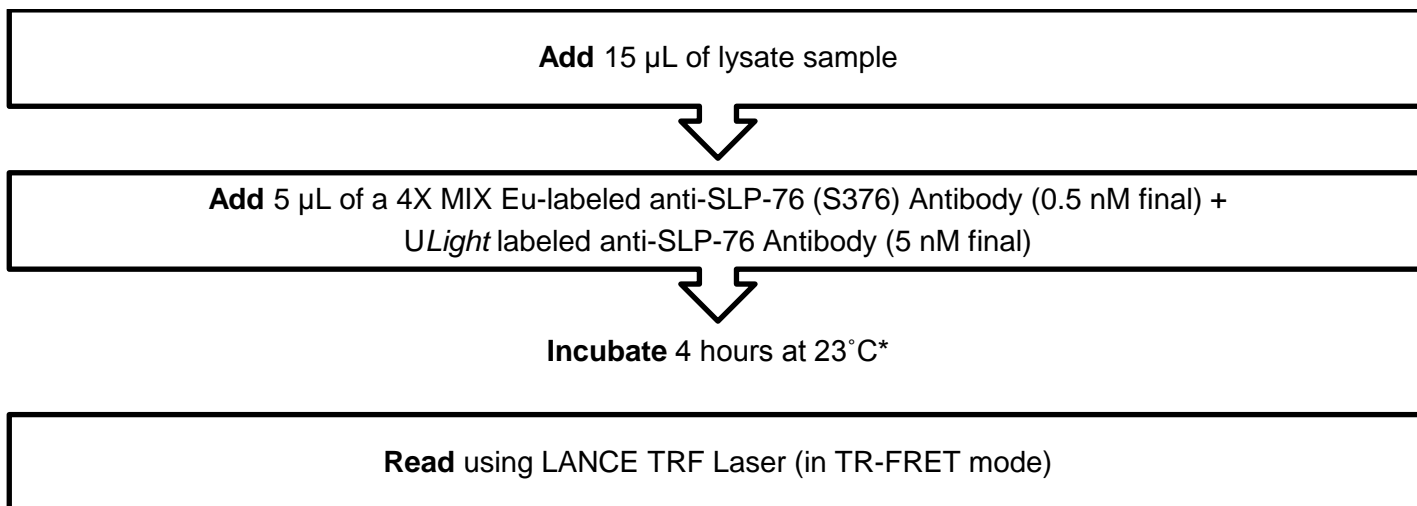 Add 15 µL of lysate sample
Add 5 µL of a 4X MIX Eu-labeled anti-SLP-76 (S376) Antibody (0.5 nM final) +
ULight labeled anti-SLP-76 Antibody (5 nM final)
Incubate 4 hours at 23˚C*
Read using LANCE TRF Laser (in TR-FRET mode)